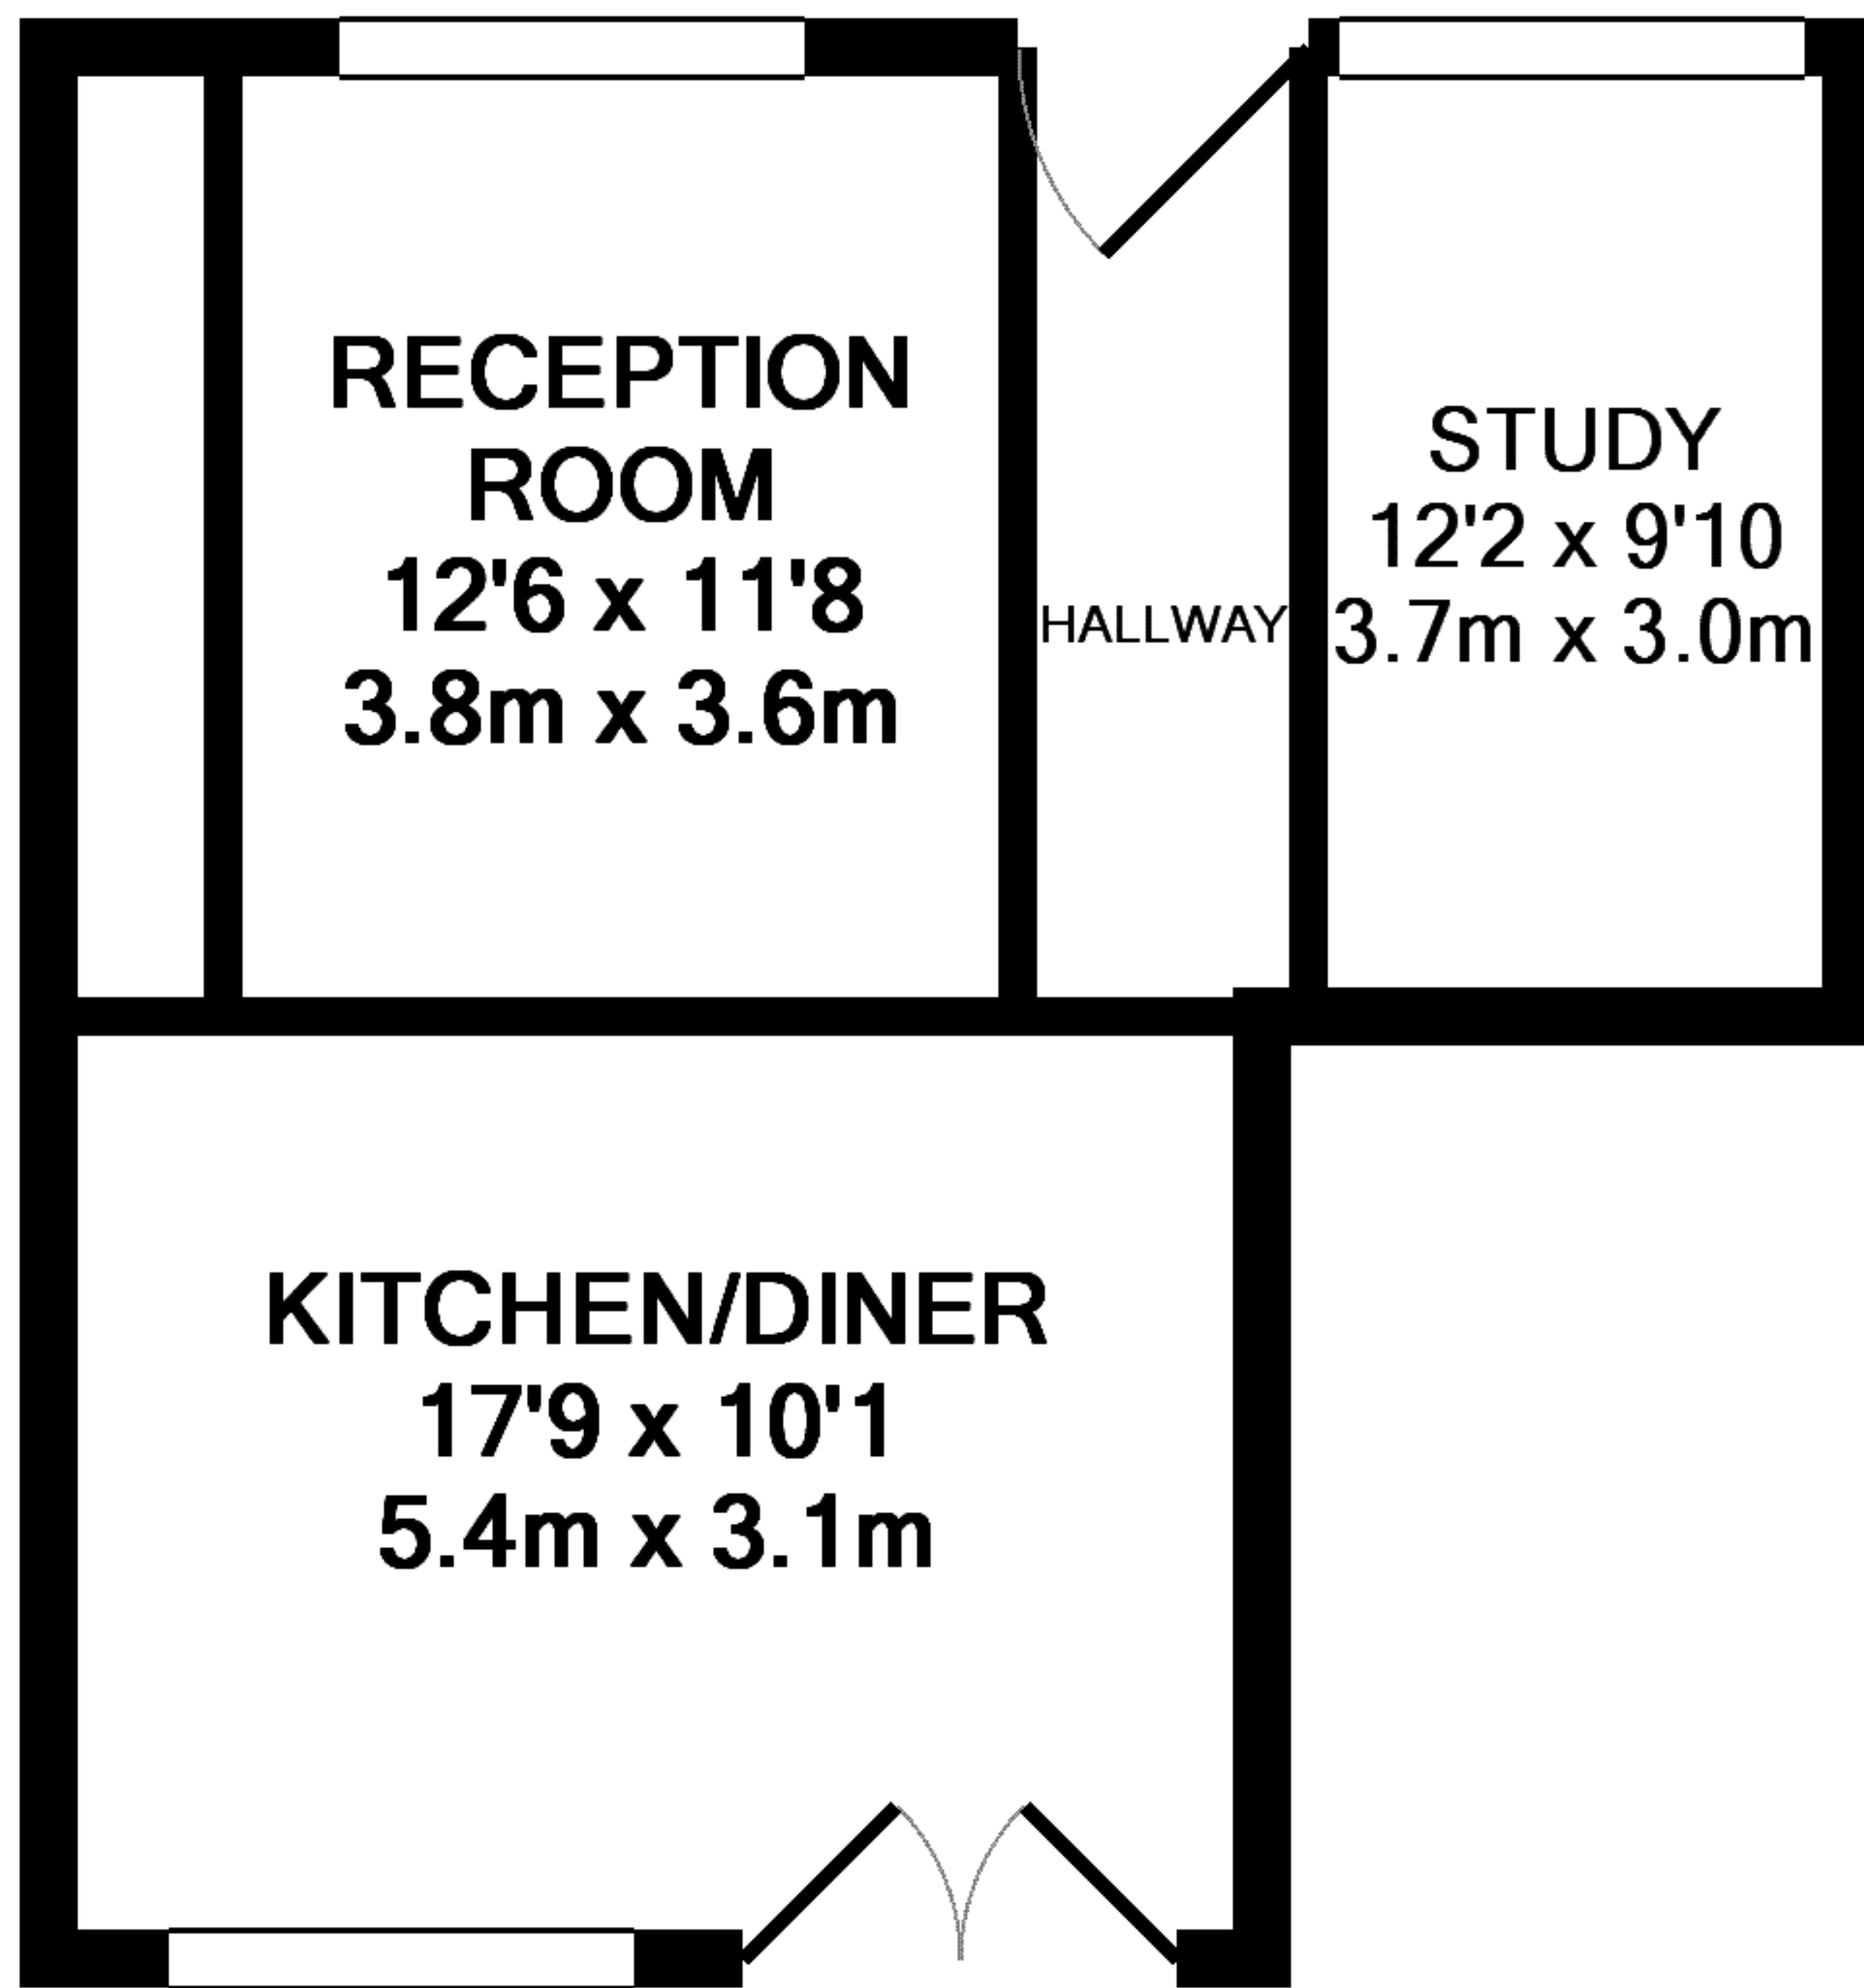 RECEPTION
ROOM
12'6 x 11'8
3.8m x 3.6m
HALLWAY
STUDY
12'2 x 9'10
3.7m x 3.0m
KITCHEN/DINER
17'9 x 10'1
5.4m x 3.1m